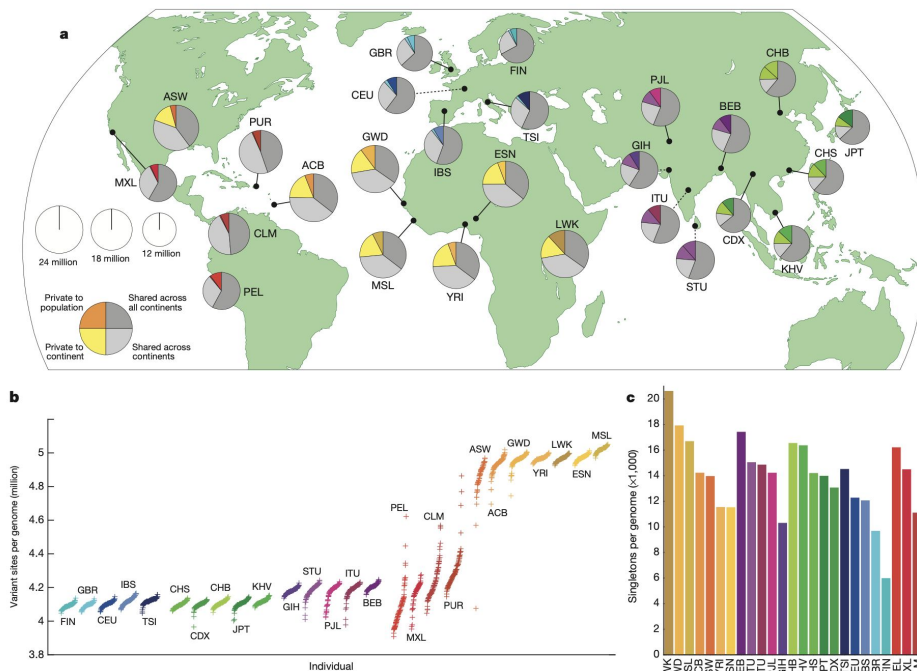 a
GBR
FIN
CHB
ASW
PUR
CEU
PJL
BEB
GWD
ESN
TSI
IBS
GIH
CHS
JPT
MXL
ACB
ITU
CDX
24 million
18 million
12 million
CLM
LWK
KHV
MSL
YRI
STU
PEL
Private to population
Shared across all continents
Private to continent
Shared across continents
b
Variant sites per genome (million)
5
4.8
4.6
4.4
4.2
4.0
3.8
FIN
GBR
CEU
IBS
TSI
CHS
CDX
CHB
JPT
KHV
GIH
STU
PJL
ITU
BEB
PEL
MXL
CLM
PUR
ASW
ACB
GWD
YRI
LWK
ESN
MSL
Individual
c
Singletons per genome (×1,000)
20
18
16
14
12
10
8
6
4
2
0